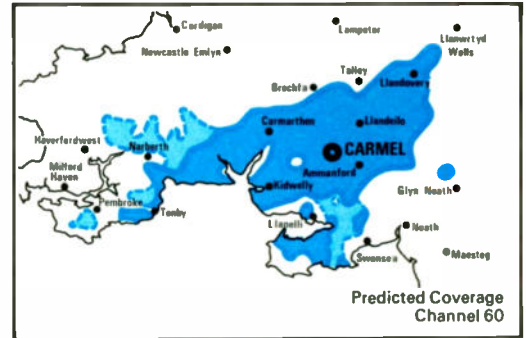 Cardigan
Lampeter
Llanwrtyd
Wells
Newcastle Emlyn
Talley
Llandovery
Brechfa
Carmarthen
Llandeilo
Haverfordwest
Narberth
CARMEL
Milford
Haven
Ammanford
Kidwelly
Glyn Neath
Pembroke
Tenby
Llanelli
Neath
Swansea
Maesteg
Predicted Coverage
Channel 60